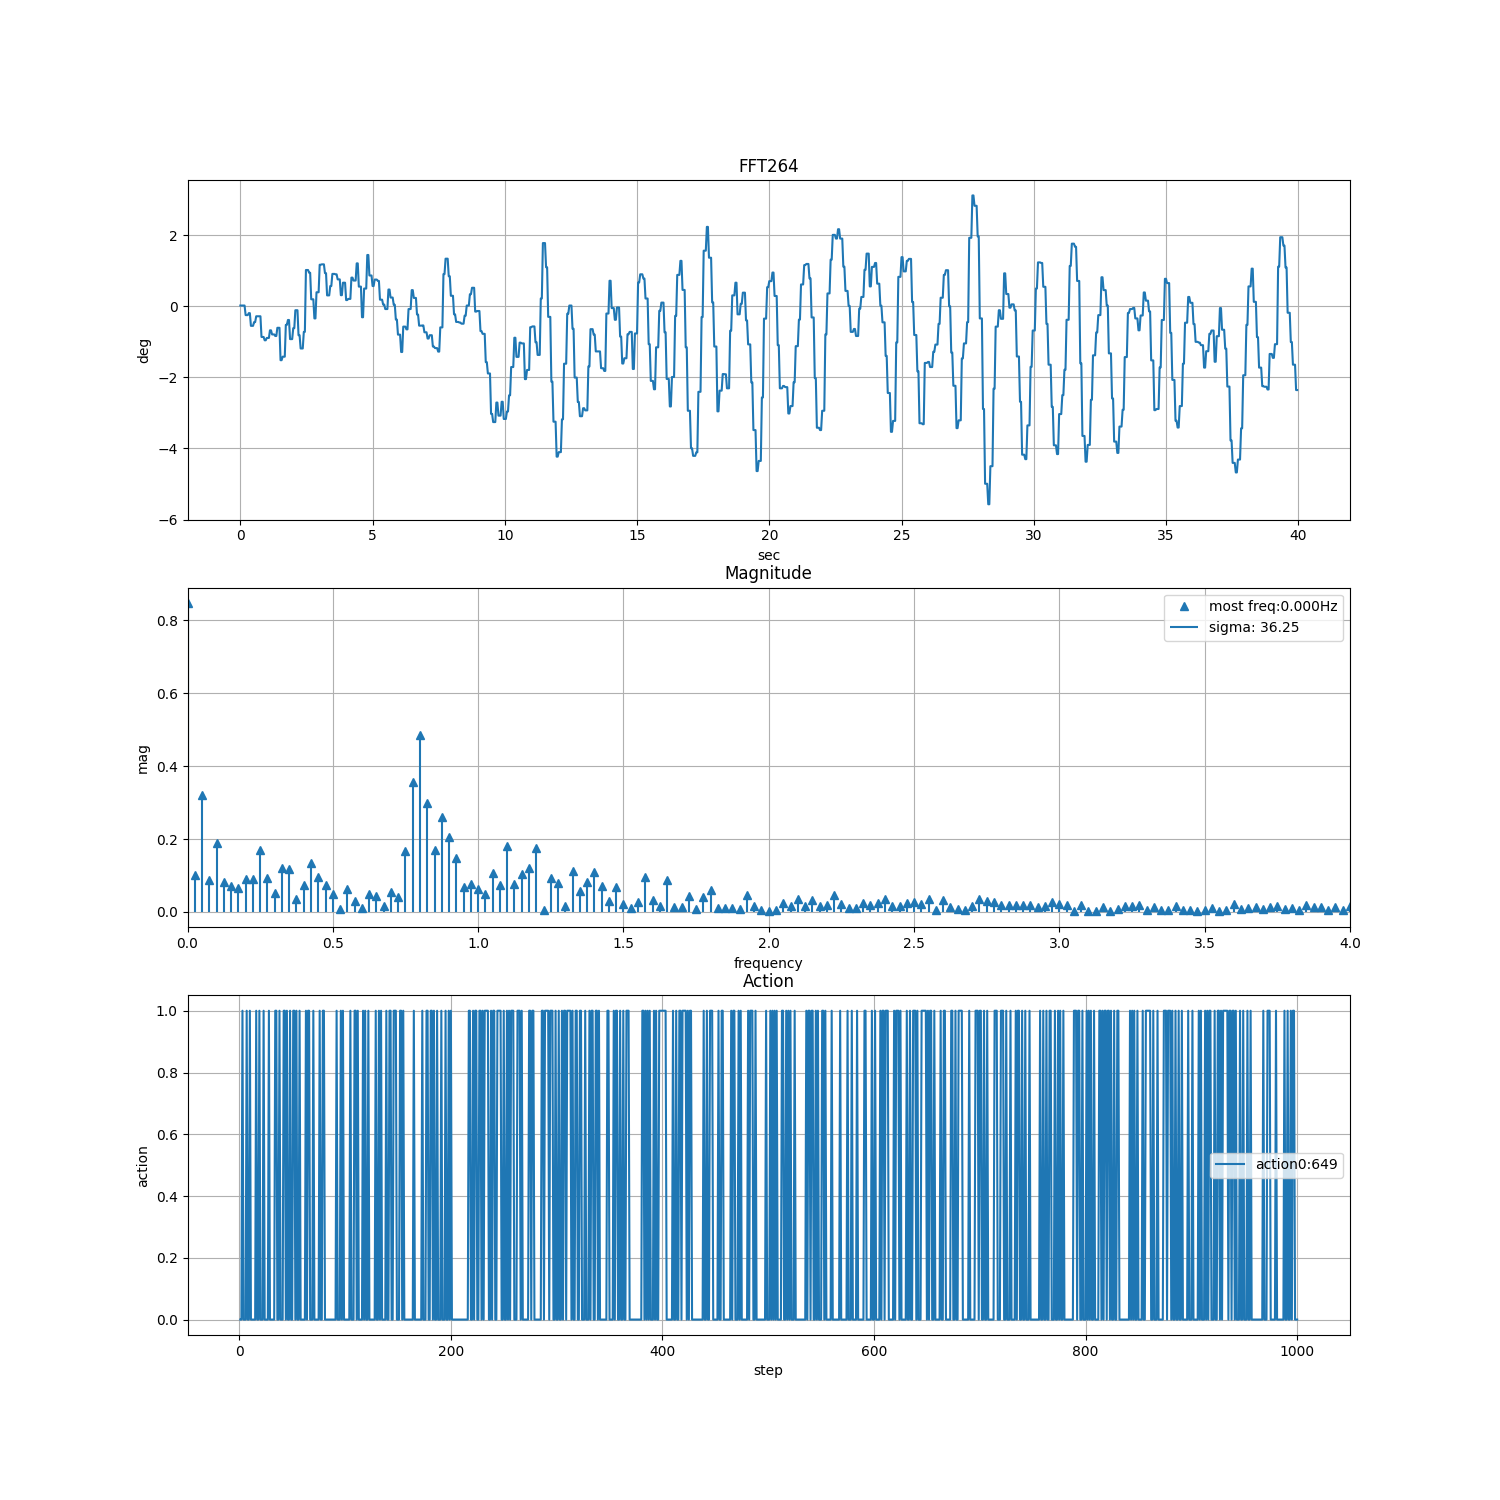 FFT264
2
0
−2
−4
−6
deg
0 5 10 15 20 25 30 35 40
sec
Magnitude
0.8
0.6
0.4
0.2
0.0
mag
most freq:0.000Hz
sigma: 36.25
0.0 0.5 1.0 1.5 2.0 2.5 3.0 3.5 4.0
frequency
Action
1.0
0.8
0.6
0.4
0.2
0.0
action
action0:649
0 200 400 600 800 1000
step